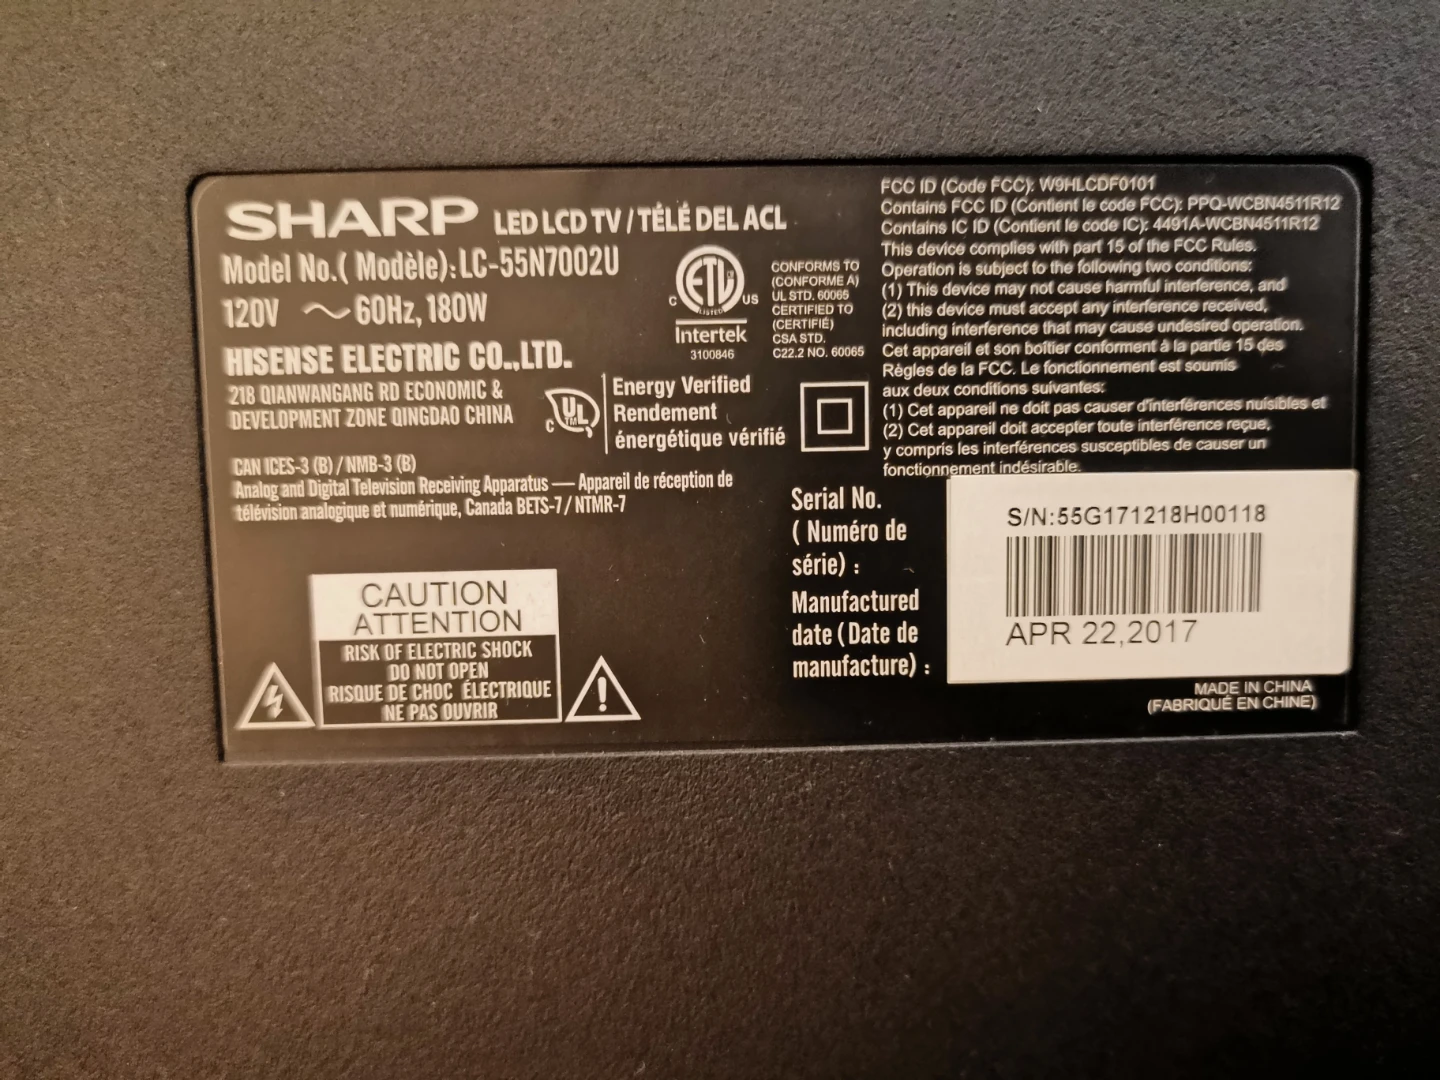 SHARP LED LCD TV / TÉLÉ DEL ACL
Model No.( Modèle):LC-55N7002U
120V ～ 60Hz, 180W
HISENSE ELECTRIC CO.,LTD.
218 QIANWANGANG RD ECONOMIC &
DEVELOPMENT ZONE QINGDAO CHINA
C UL TM
Energy Verified
Rendement
énergétique vérifié
CAN ICES-3 (B) / NMB-3 (B)
Analog and Digital Television Receiving Apparatus — Appareil de réception de
télévision analogique et numérique, Canada BETS-7 / NTMR-7
C ETL US
LISTED
Intertek
3100846
CONFORMS TO
(CONFORME A)
UL STD. 60065
CERTIFIED TO
(CERTIFIÉ)
CSA STD.
C22.2 NO. 60065
FCC ID (Code FCC): W9HLCDF0101
Contains FCC ID (Contient le code FCC): PPQ-WCBN4511R12
Contains IC ID (Contient le code IC): 4491A-WCBN4511R12
This device complies with part 15 of the FCC Rules.
Operation is subject to the following two conditions:
(1) This device may not cause harmful interference, and
(2) this device must accept any interference received,
including interference that may cause undesired operation.
Cet appareil et son boîtier conforment à la partie 15 des
Règles de la FCC. Le fonctionnement est soumis
aux deux conditions suivantes:
(1) Cet appareil ne doit pas causer d'interférences nuisibles et
(2) Cet appareil doit accepter toute interférence reçue,
y compris les interférences susceptibles de causer un
fonctionnement indésirable.
CAUTION
ATTENTION
RISK OF ELECTRIC SHOCK
DO NOT OPEN
RISQUE DE CHOC ÉLECTRIQUE
NE PAS OUVRIR
Serial No.
( Numéro de
série) :
S/N:55G171218H00118
Manufactured
date ( Date de
manufacture) :
APR 22,2017
MADE IN CHINA
(FABRIQUÉ EN CHINE)